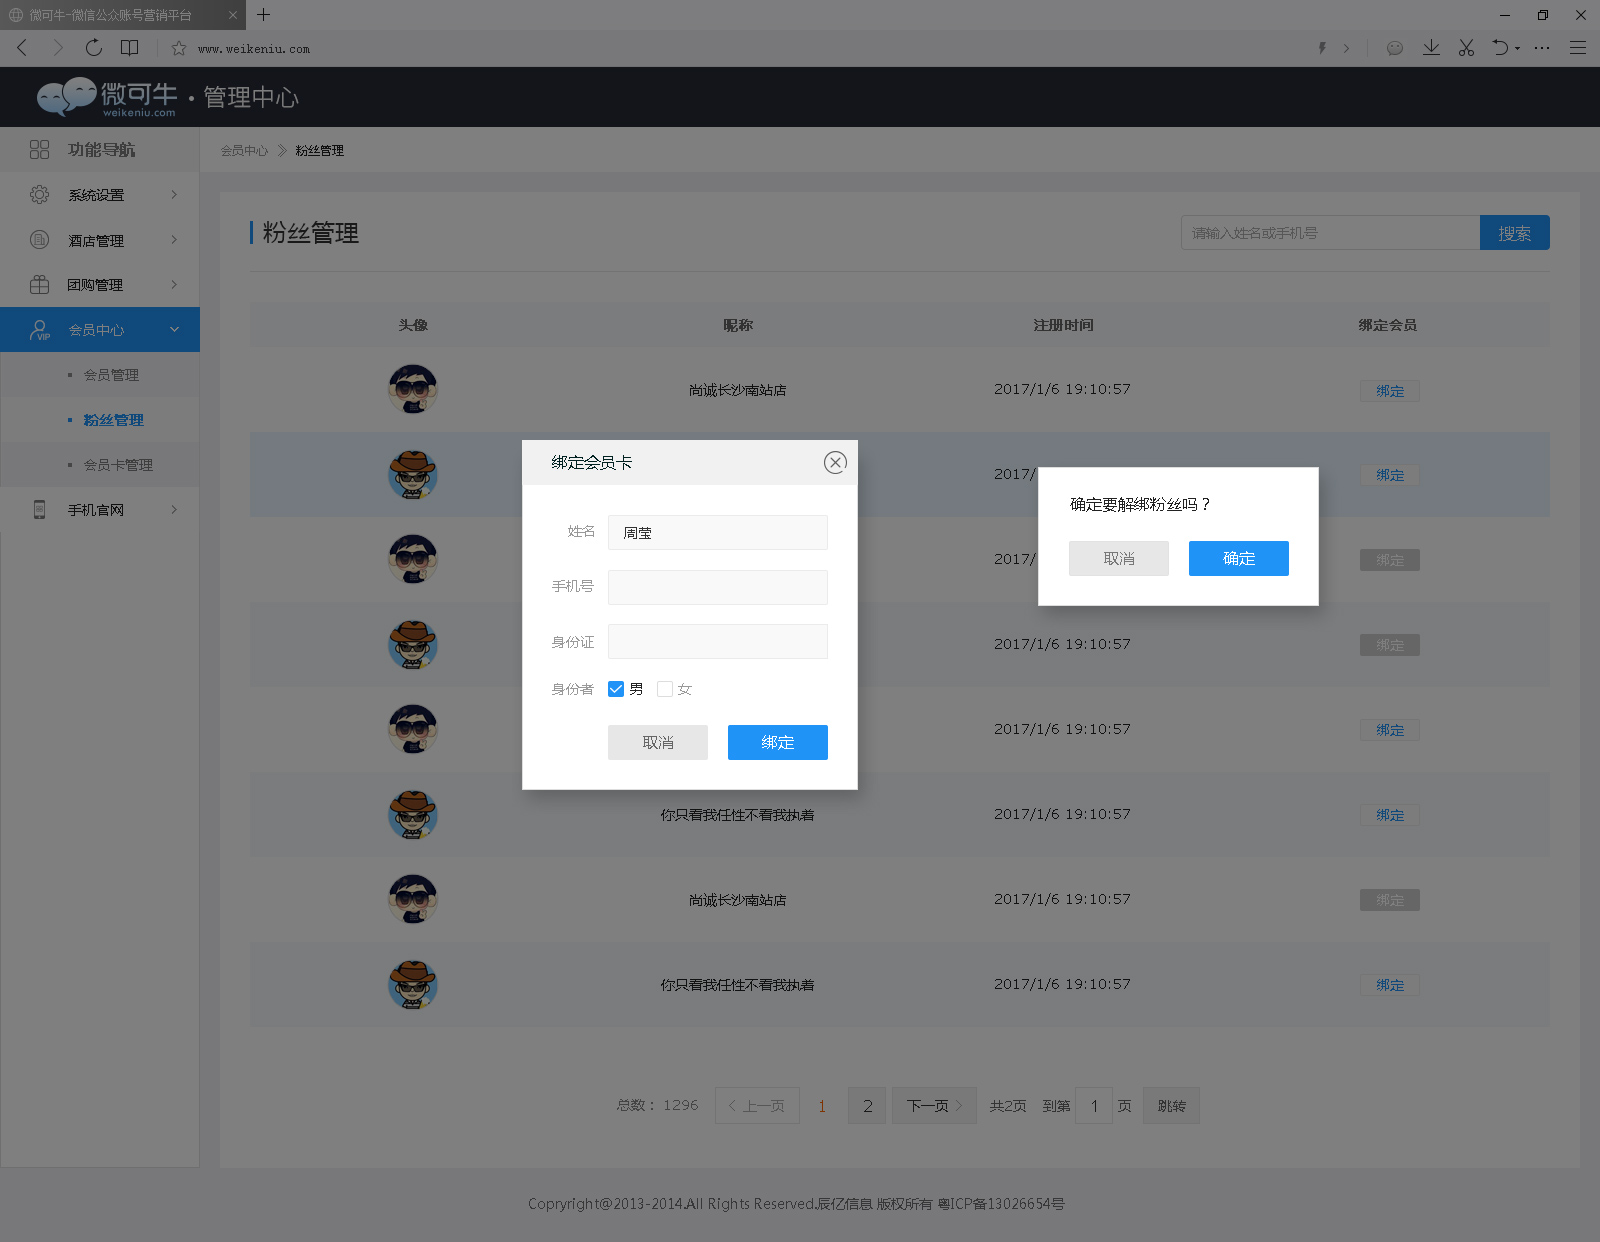 微可牛-微信公众账号营销平台
www.weikeniu.com
微可牛 · 管理中心
weikeniu.com
功能导航
会员中心 粉丝管理
系统设置
酒店管理
团购管理
会员中心
VIP
会员管理
粉丝管理
会员卡管理
手机官网
粉丝管理
请输入姓名或手机号 搜索
头像 昵称 注册时间 绑定会员
尚诚长沙南站店 2017/1/6 19:10:57 绑定
2017/ 绑定
2017/ 绑定
2017/1/6 19:10:57 绑定
2017/1/6 19:10:57 绑定
你只看我任性不看我执着 2017/1/6 19:10:57 绑定
尚诚长沙南站店 2017/1/6 19:10:57 绑定
你只看我任性不看我执着 2017/1/6 19:10:57 绑定
绑定会员卡
姓名 周莹
手机号
身份证
身份者 男 女
取消 绑定
确定要解绑粉丝吗？
取消 确定
总数： 1296 上一页 1 2 下一页 共2页 到第 1 页 跳转
Copryright@2013-2014.All Rights Reserved.辰亿信息 版权所有 粤ICP备13026654号